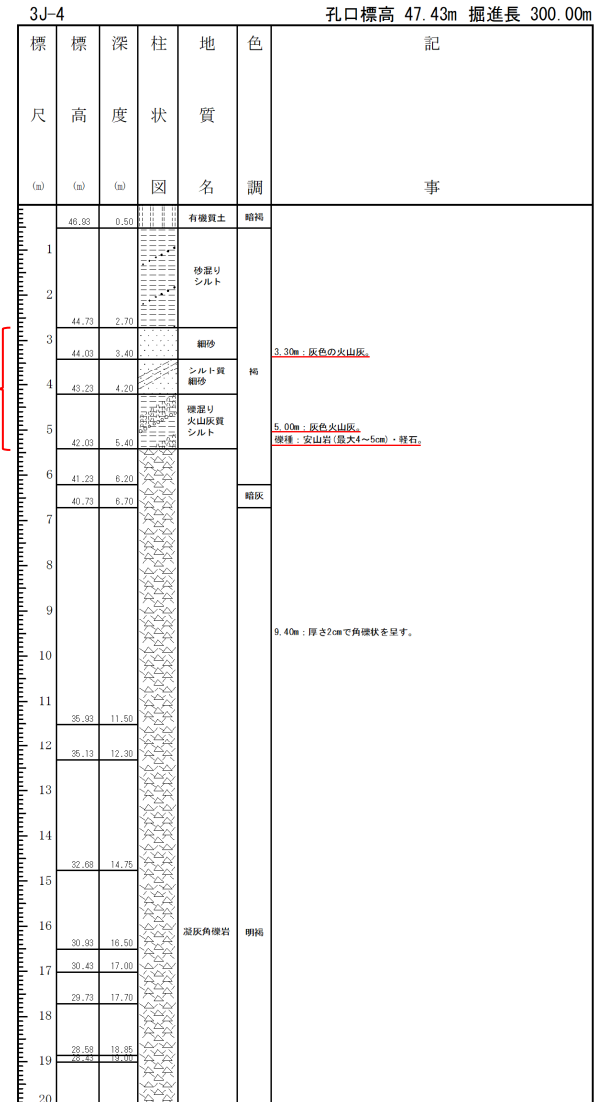 3J-4 孔口標高 47.43m 掘進長 300.00m
標尺(m) 標高(m) 深度(m) 柱状図 地質名 色調 記事
46.93 0.50 有機質土 暗褐
1
砂混り
シルト
2
44.73 2.70
3
細砂
44.03 3.40 3.30m：灰色の火山灰。
シルト質 褐
4
細砂
43.23 4.20
礫混り
火山灰質
5 5.00m：灰色火山灰。
シルト
礫種：安山岩(最大4～5cm)・軽石。
42.03 5.40
6
41.23 6.20
暗灰
40.73 6.70
7
8
9
9.40m：厚さ2cmで角礫状を呈す。
10
11
35.93 11.50
12
35.13 12.30
13
14
32.68 14.75
15
16
凝灰角礫岩 明褐
30.93 16.50
30.43 17.00
17
29.73 17.70
18
28.58 18.85
28.43 19.00
19
20